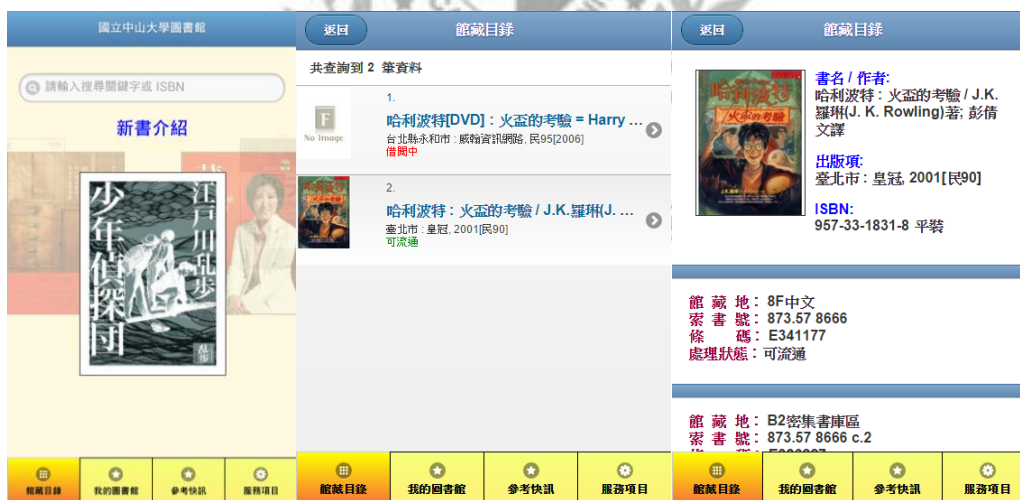 國立中山大學圖書館
請輸入搜尋關鍵字或 ISBN
新書介紹
江戸川乱歩
少年偵探団
乱歩
館藏目錄
我的圖書館
參考快訊
服務項目
返回
館藏目錄
共查詢到 2 筆資料
F
No Image
1.
哈利波特[DVD] : 火盃的考驗 = Harry …
台北縣永和市 : 威翰資訊網路, 民95[2006]
借閱中
2.
哈利波特 : 火盃的考驗 / J.K.羅琳(J. …
臺北市 : 皇冠, 2001[民90]
可流通
館藏目錄
我的圖書館
參考快訊
服務項目
返回
館藏目錄
哈利波特
火盃的考驗
書名 / 作者:
哈利波特 : 火盃的考驗 / J.K.
羅琳(J. K. Rowling)著; 彭倩
文譯
出版項:
臺北市 : 皇冠, 2001[民90]
ISBN:
957-33-1831-8 平裝
館 藏 地： 8F中文
索 書 號： 873.57 8666
條 碼： E341177
處理狀態： 可流通
館 藏 地： B2密集書庫區
索 書 號： 873.57 8666 c.2
館藏目錄
我的圖書館
參考快訊
服務項目